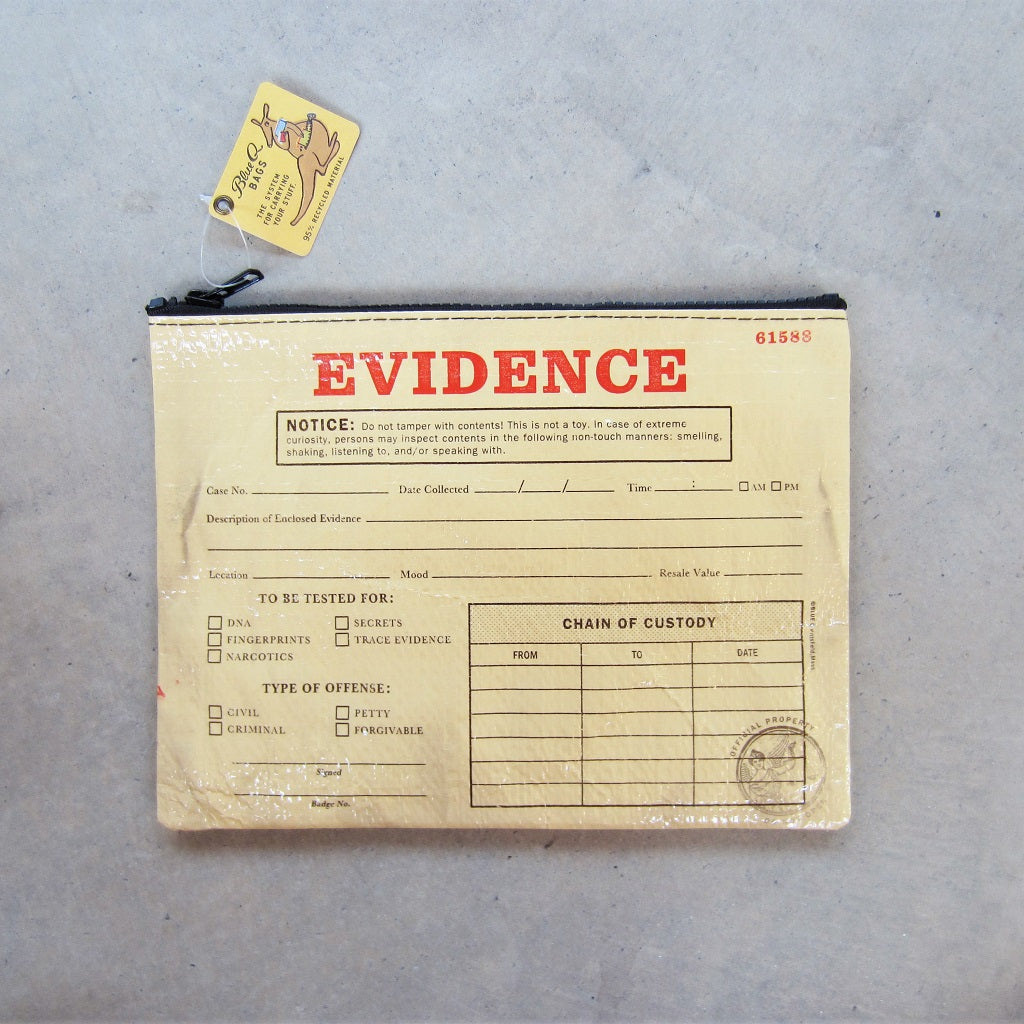 Blue Q
BAGS
THE SYSTEM
FOR CARRYING
YOUR STUFF.
95% RECYCLED MATERIAL
61588
EVIDENCE
NOTICE: Do not tamper with contents! This is not a toy. In case of extreme
curiosity, persons may inspect contents in the following non-touch manners: smelling,
shaking, listening to, and/or speaking with.
Case No. Date Collected / / Time : AM PM
Description of Enclosed Evidence
Location Mood Resale Value
TO BE TESTED FOR:
DNA SECRETS
FINGERPRINTS TRACE EVIDENCE
NARCOTICS
TYPE OF OFFENSE:
CIVIL PETTY
CRIMINAL FORGIVABLE
Signed
Badge No.
CHAIN OF CUSTODY
FROM TO DATE
OFFICIAL PROPERTY